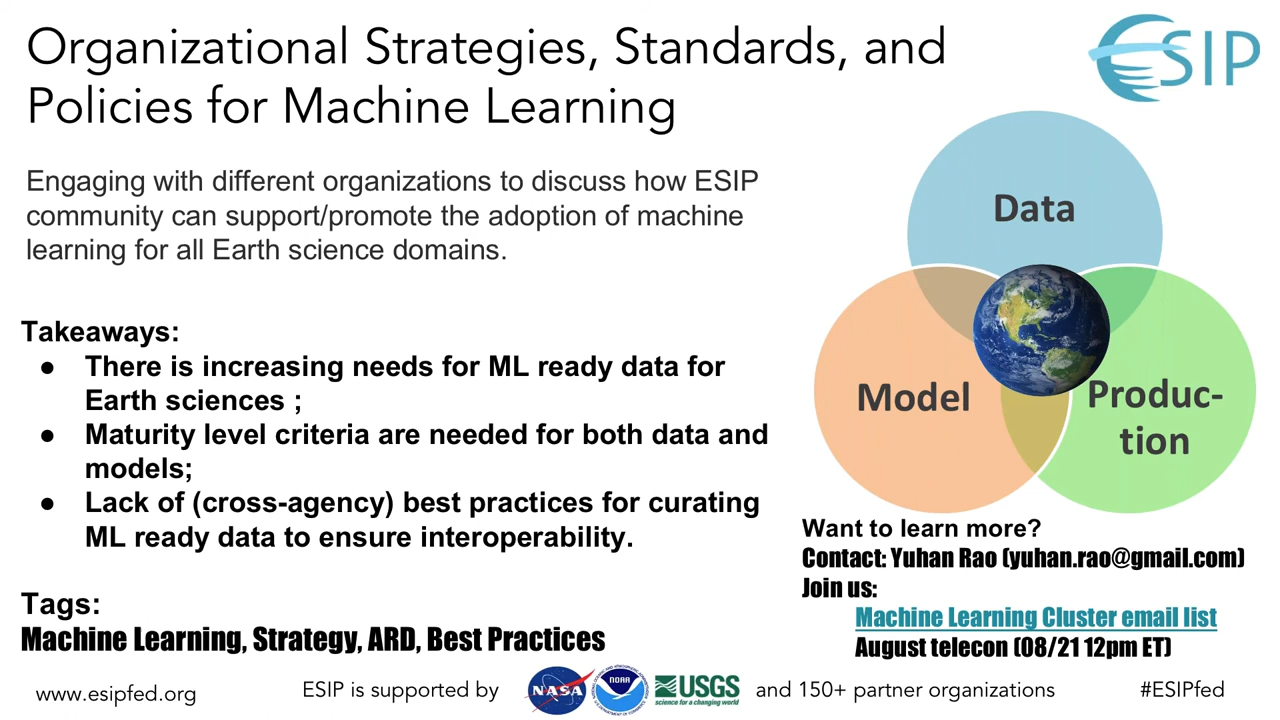 Organizational Strategies, Standards, and
Policies for Machine Learning
ESIP
Engaging with different organizations to discuss how ESIP
community can support/promote the adoption of machine
learning for all Earth science domains.
Takeaways:
● There is increasing needs for ML ready data for
Earth sciences ;
● Maturity level criteria are needed for both data and
models;
● Lack of (cross-agency) best practices for curating
ML ready data to ensure interoperability.
Tags:
Machine Learning, Strategy, ARD, Best Practices
Data
Model
Produc-
tion
Want to learn more?
Contact: Yuhan Rao (yuhan.rao@gmail.com)
Join us:
Machine Learning Cluster email list
August telecon (08/21 12pm ET)
www.esipfed.org
ESIP is supported by
NASA
NOAA
USGS
science for a changing world
and 150+ partner organizations
#ESIPfed